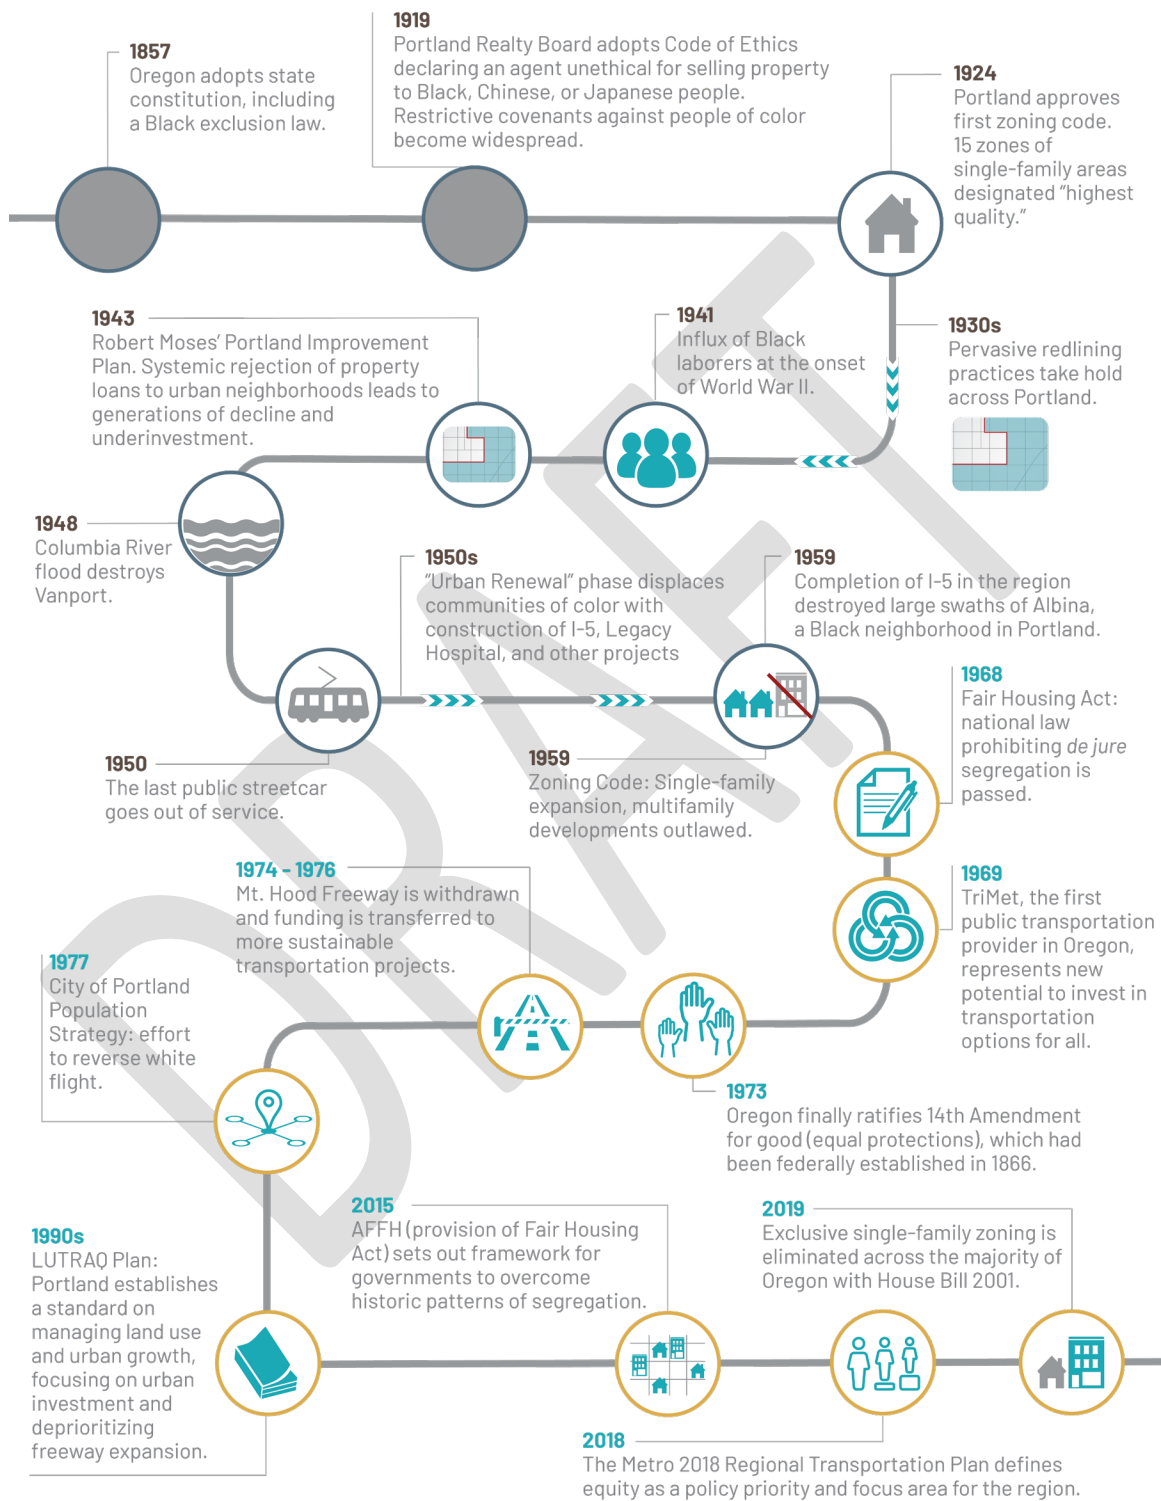 1857
Oregon adopts state
constitution, including
a Black exclusion law.
1919
Portland Realty Board adopts Code of Ethics
declaring an agent unethical for selling property
to Black, Chinese, or Japanese people.
Restrictive covenants against people of color
become widespread.
1924
Portland approves
first zoning code.
15 zones of
single-family areas
designated “highest
quality.”
1930s
Pervasive redlining
practices take hold
across Portland.
1941
Influx of Black
laborers at the onset
of World War II.
1943
Robert Moses’ Portland Improvement
Plan. Systemic rejection of property
loans to urban neighborhoods leads to
generations of decline and
underinvestment.
1948
Columbia River
flood destroys
Vanport.
1950
The last public streetcar
goes out of service.
1950s
“Urban Renewal” phase displaces
communities of color with
construction of I-5, Legacy
Hospital, and other projects
1959
Completion of I-5 in the region
destroyed large swaths of Albina,
a Black neighborhood in Portland.
1959
Zoning Code: Single-family
expansion, multifamily
developments outlawed.
1968
Fair Housing Act:
national law
prohibiting de jure
segregation is
passed.
1969
TriMet, the first
public transportation
provider in Oregon,
represents new
potential to invest in
transportation
options for all.
1973
Oregon finally ratifies 14th Amendment
for good (equal protections), which had
been federally established in 1866.
1974 - 1976
Mt. Hood Freeway is withdrawn
and funding is transferred to
more sustainable
transportation projects.
1977
City of Portland
Population
Strategy: effort
to reverse white
flight.
1990s
LUTRAQ Plan:
Portland establishes
a standard on
managing land use
and urban growth,
focusing on urban
investment and
deprioritizing
freeway expansion.
2015
AFFH (provision of Fair Housing
Act) sets out framework for
governments to overcome
historic patterns of segregation.
2018
The Metro 2018 Regional Transportation Plan defines
equity as a policy priority and focus area for the region.
2019
Exclusive single-family zoning is
eliminated across the majority of
Oregon with House Bill 2001.
DRAFT